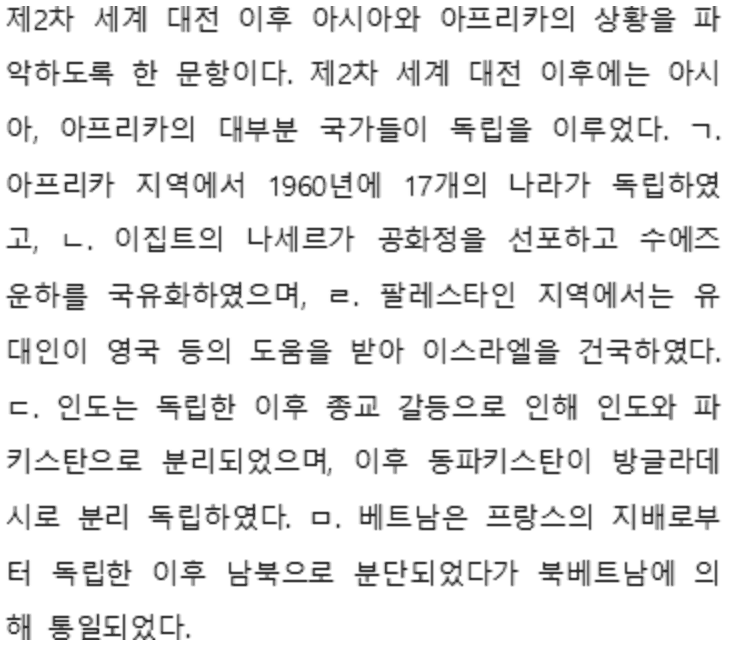 제2차 세계 대전 이후 아시아와 아프리카의 상황을 파
악하도록 한 문항이다. 제2차 세계 대전 이후에는 아시
아, 아프리카의 대부분 국가들이 독립을 이루었다. ㄱ.
아프리카 지역에서 1960년에 17개의 나라가 독립하였
고, ㄴ. 이집트의 나세르가 공화정을 선포하고 수에즈
운하를 국유화하였으며, ㄹ. 팔레스타인 지역에서는 유
대인이 영국 등의 도움을 받아 이스라엘을 건국하였다.
ㄷ. 인도는 독립한 이후 종교 갈등으로 인해 인도와 파
키스탄으로 분리되었으며, 이후 동파키스탄이 방글라데
시로 분리 독립하였다. ㅁ. 베트남은 프랑스의 지배로부
터 독립한 이후 남북으로 분단되었다가 북베트남에 의
해 통일되었다.